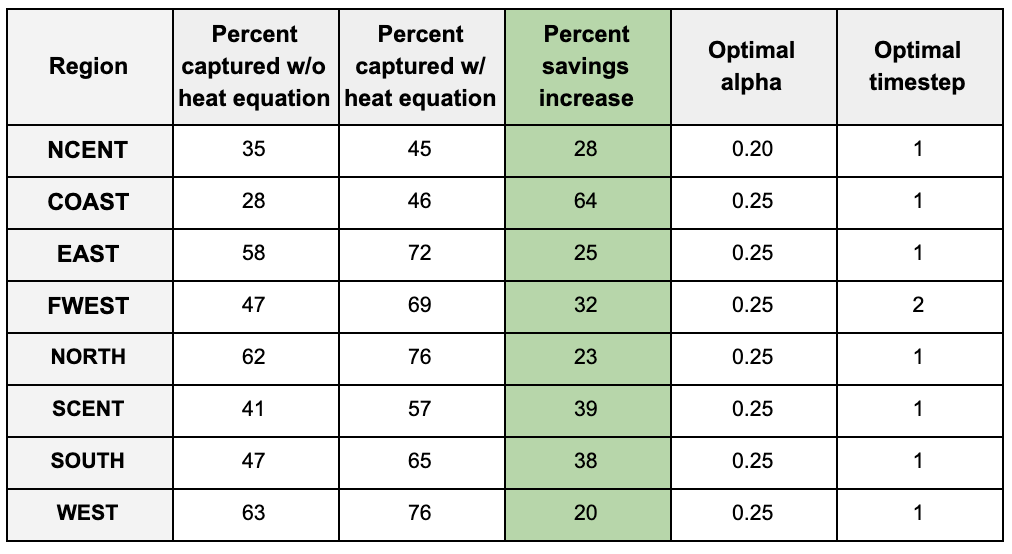 Region Percent captured w/o heat equation Percent captured w/ heat equation Percent savings increase Optimal alpha Optimal timestep
NCENT 35 45 28 0.20 1
COAST 28 46 64 0.25 1
EAST 58 72 25 0.25 1
FWEST 47 69 32 0.25 2
NORTH 62 76 23 0.25 1
SCENT 41 57 39 0.25 1
SOUTH 47 65 38 0.25 1
WEST 63 76 20 0.25 1